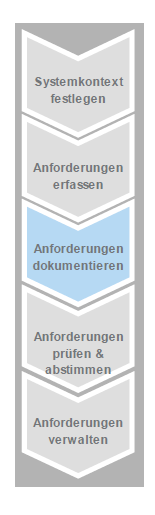 Systemkontext
festlegen
Anforderungen
erfassen
Anforderungen
dokumentieren
Anforderungen
prüfen &
abstimmen
Anforderungen
verwalten